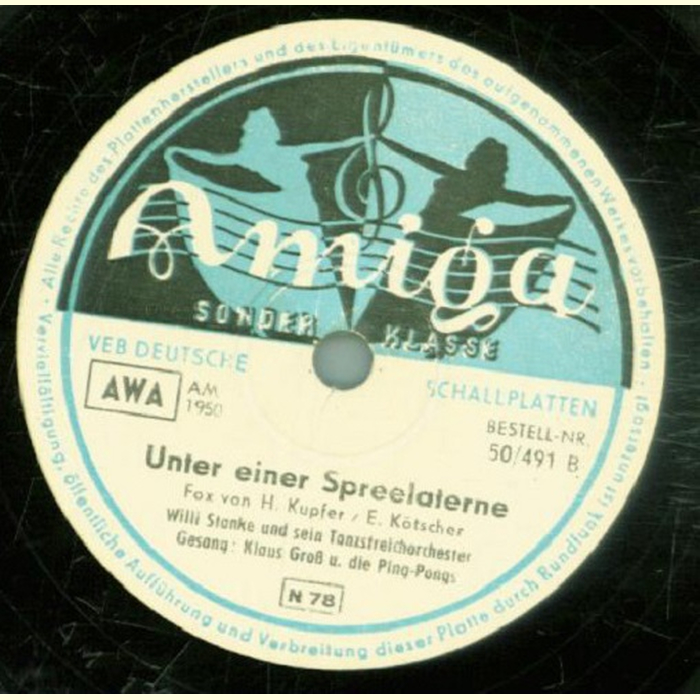 Alle Rechte des Plattenherstellers und des Eigentümers des aufgenommenen Werkes vorbehalten · Vervielfältigung, öffentliche Aufführung und Verbreitung dieser Platte durch Rundfunk ist untersagt ·
Amiga
SONDER KLASSE
VEB DEUTSCHE SCHALLPLATTEN
AWA
AM
1950
BESTELL-NR.
50/491 B
Unter einer Spreelaterne
Fox von H. Kupfer / E. Kötscher
Willi Stanke und sein Tanzstreichorchester
Gesang: Klaus Groß u. die Ping-Pongs
N 78